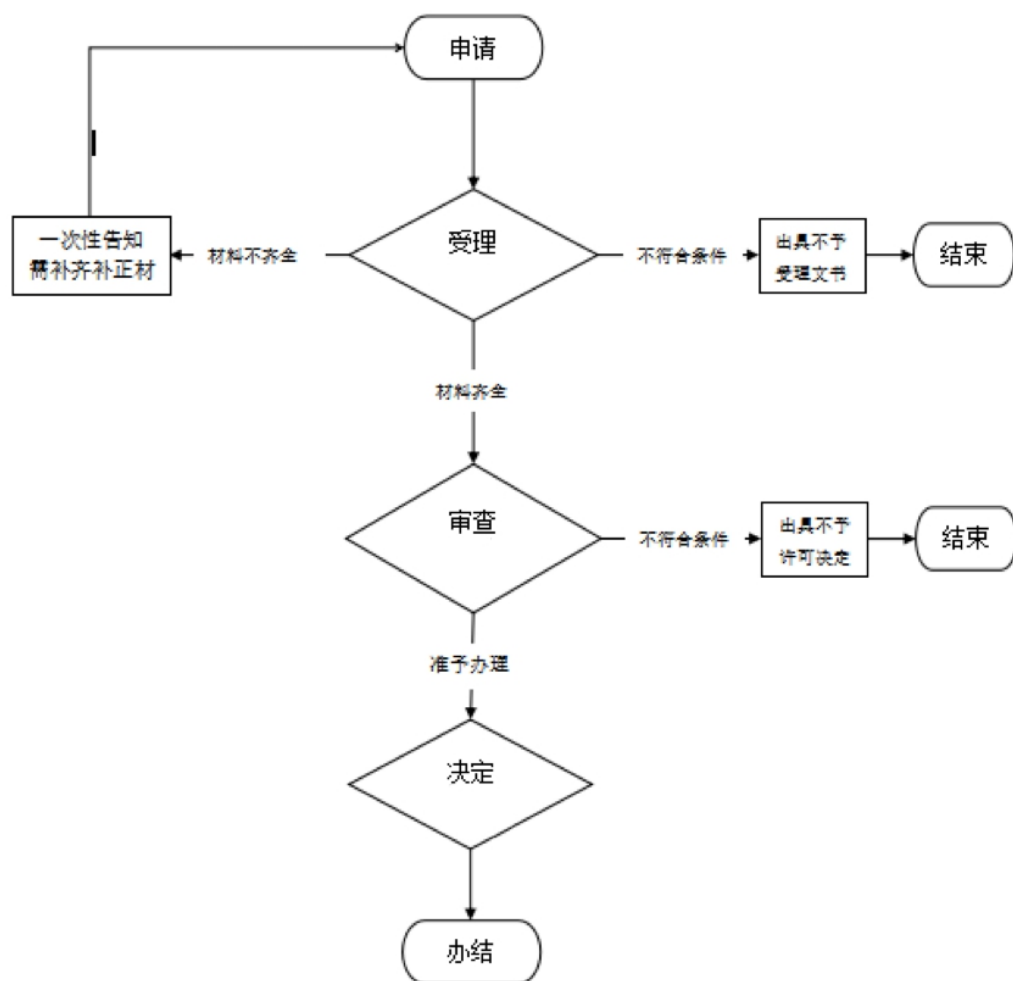 申请
受理
材料不齐全
一次性告知
需补齐补正材
不符合条件
出具不予
受理文书
结束
材料齐全
审查
不符合条件
出具不予
许可决定
结束
准予办理
决定
办结